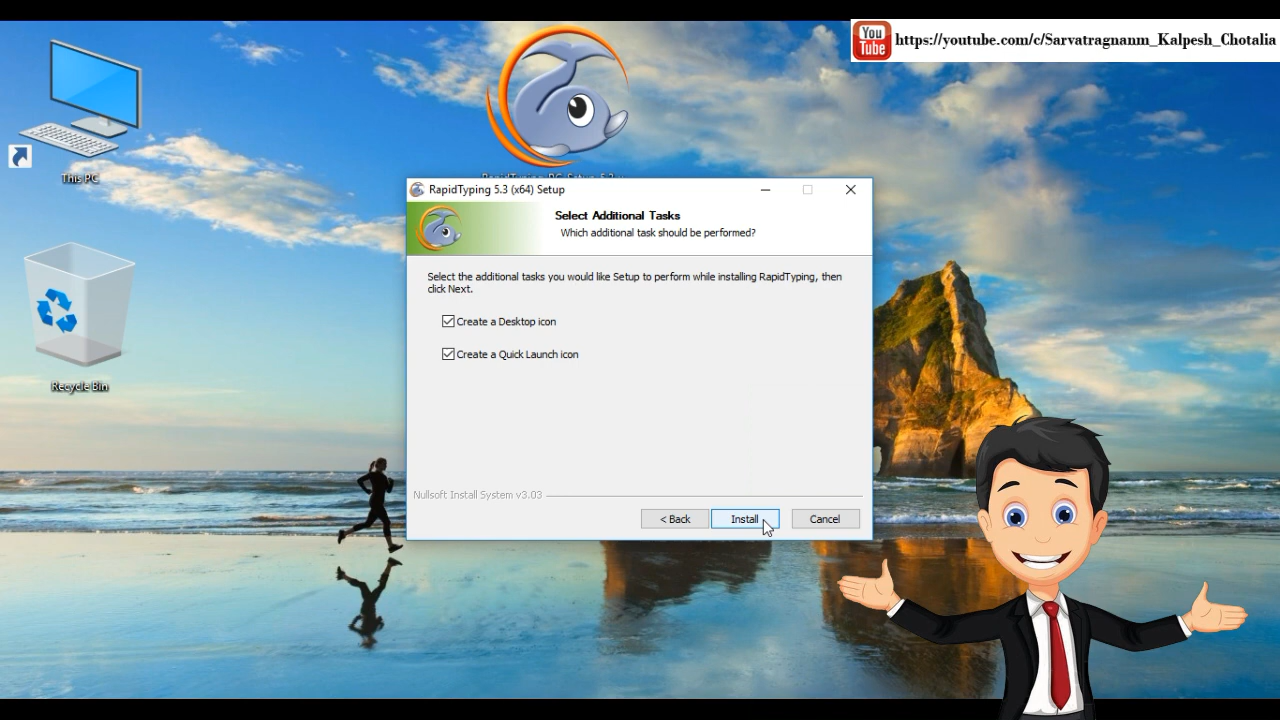 You
Tube
https://youtube.com/c/Sarvatragnanm_Kalpesh_Chotalia
This PC
RapidTyping 5.3 (x64) Setup
Select Additional Tasks
Which additional task should be performed?
Select the additional tasks you would like Setup to perform while installing RapidTyping, then
click Next.
Create a Desktop icon
Create a Quick Launch icon
Recycle Bin
Nullsoft Install System v3.03
< Back
Install
Cancel